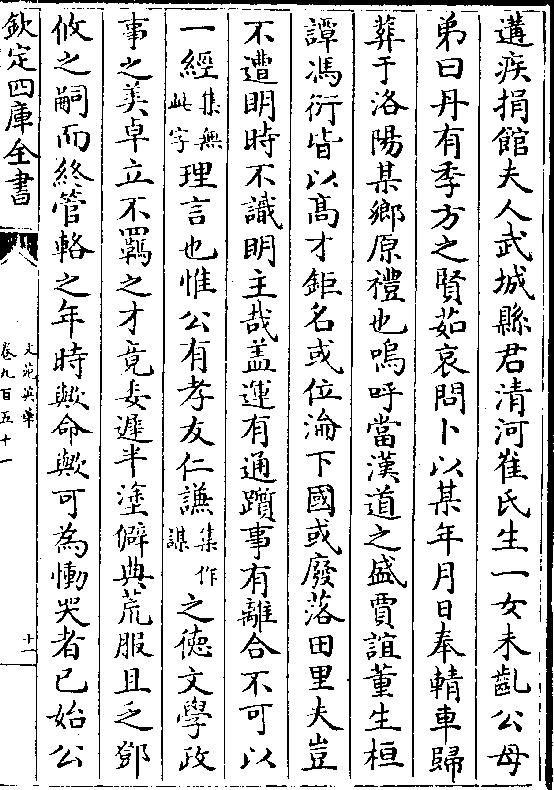 遘疾捐館夫人武城縣君清河崔氏生一女未齔公母
弟曰丹有季方之賢茹哀問卜以某年月日奉輤車歸
葬于洛陽某鄉原禮也嗚呼當漢道之盛賈誼董生桓
譚馮衍皆以髙才鉅名或位淪下國或廢落田里夫豈
不遭明時不識明主哉盖運有通躓事有離合不可以
一經集無此字理言也惟公有孝友仁謙集作謀之德文學政
事之美卓立不羈之才竟委遲半塗僻典荒服且乏鄧
攸之嗣而終管輅之年時歟命歟可為慟哭者已始公
欽定四庫全書
文苑英華
卷九百五十一
十一